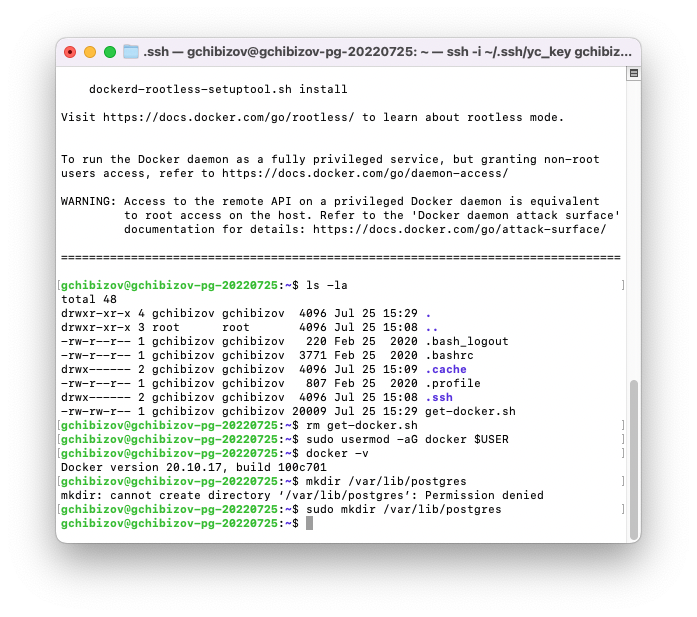 .ssh — gchibizov@gchibizov-pg-20220725: ~ — ssh -i ~/.ssh/yc_key gchibiz...
dockerd-rootless-setuptool.sh install
Visit https://docs.docker.com/go/rootless/ to learn about rootless mode.
To run the Docker daemon as a fully privileged service, but granting non-root
users access, refer to https://docs.docker.com/go/daemon-access/
WARNING: Access to the remote API on a privileged Docker daemon is equivalent
         to root access on the host. Refer to the 'Docker daemon attack surface'
         documentation for details: https://docs.docker.com/go/attack-surface/
================================================================================
[gchibizov@gchibizov-pg-20220725:~$ ls -la ]
total 48
drwxr-xr-x 4 gchibizov gchibizov  4096 Jul 25 15:29 .
drwxr-xr-x 3 root      root       4096 Jul 25 15:08 ..
-rw-r--r-- 1 gchibizov gchibizov   220 Feb 25  2020 .bash_logout
-rw-r--r-- 1 gchibizov gchibizov  3771 Feb 25  2020 .bashrc
drwx------ 2 gchibizov gchibizov  4096 Jul 25 15:09 .cache
-rw-r--r-- 1 gchibizov gchibizov   807 Feb 25  2020 .profile
drwx------ 2 gchibizov gchibizov  4096 Jul 25 15:08 .ssh
-rw-rw-r-- 1 gchibizov gchibizov 20009 Jul 25 15:29 get-docker.sh
[gchibizov@gchibizov-pg-20220725:~$ rm get-docker.sh ]
[gchibizov@gchibizov-pg-20220725:~$ sudo usermod -aG docker $USER ]
[gchibizov@gchibizov-pg-20220725:~$ docker -v ]
Docker version 20.10.17, build 100c701
[gchibizov@gchibizov-pg-20220725:~$ mkdir /var/lib/postgres ]
mkdir: cannot create directory ‘/var/lib/postgres’: Permission denied
[gchibizov@gchibizov-pg-20220725:~$ sudo mkdir /var/lib/postgres ]
gchibizov@gchibizov-pg-20220725:~$